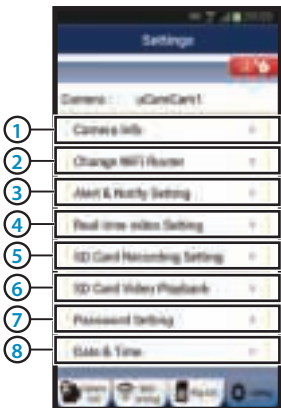 Settings
Camera : uCamCam1
1 Camera Info
2 Change WiFi Router
3 Alert & Notify Setting
4 Real-time video Setting
5 SD Card Recording Setting
6 SD Card Video Playback
7 Password Setting
8 Date & Time